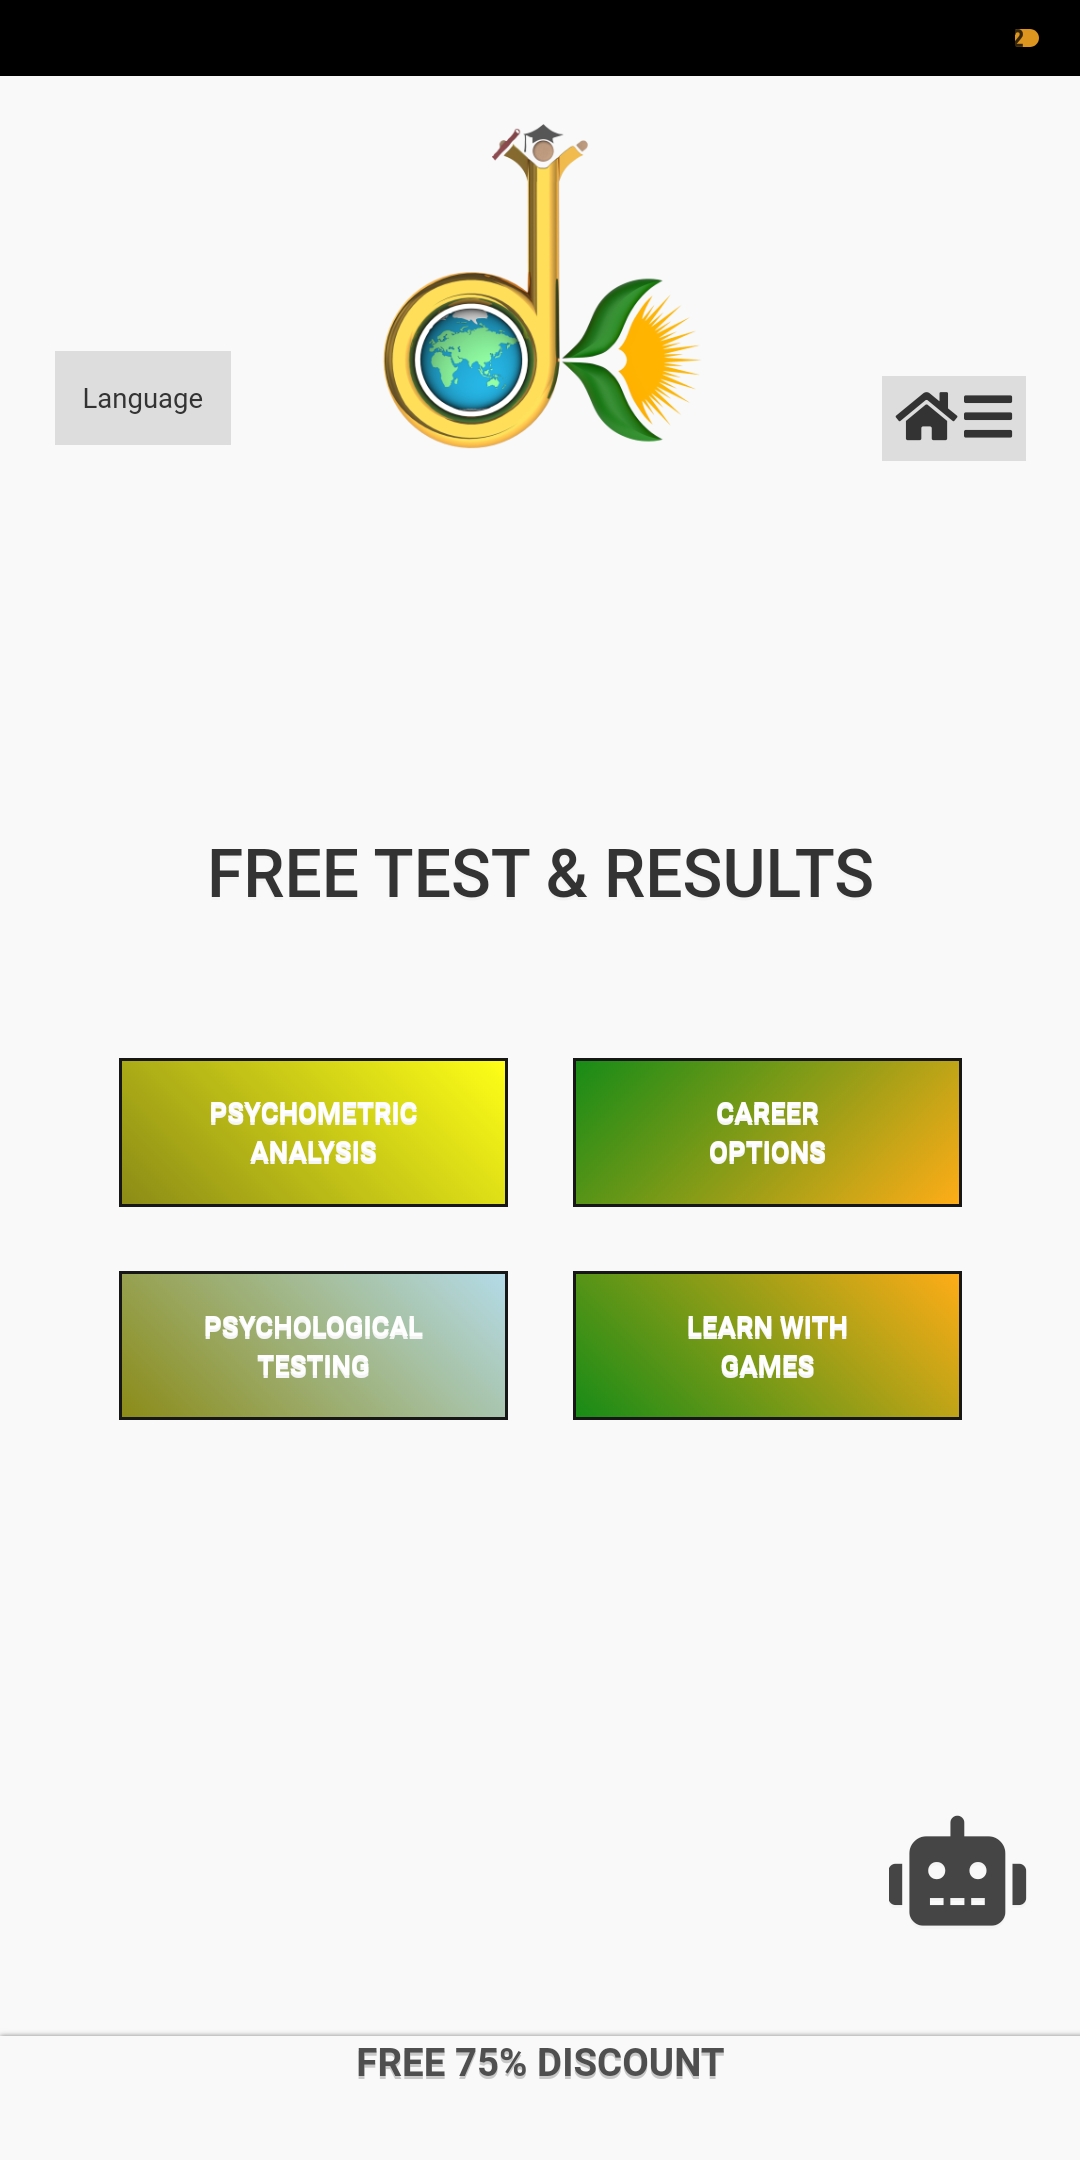 Language
FREE TEST & RESULTS
PSYCHOMETRIC
ANALYSIS
CAREER
OPTIONS
PSYCHOLOGICAL
TESTING
LEARN WITH
GAMES
FREE 75% DISCOUNT